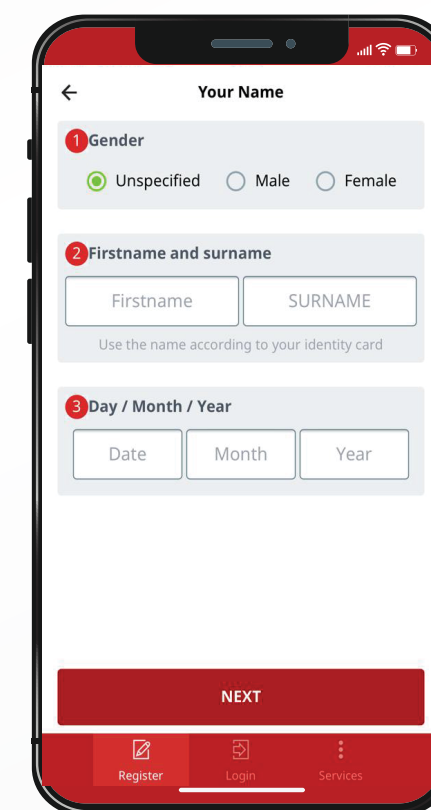 Your Name
1 Gender
Unspecified Male Female
2 Firstname and surname
Firstname SURNAME
Use the name according to your identity card
3 Day / Month / Year
Date Month Year
NEXT
Register Login Services